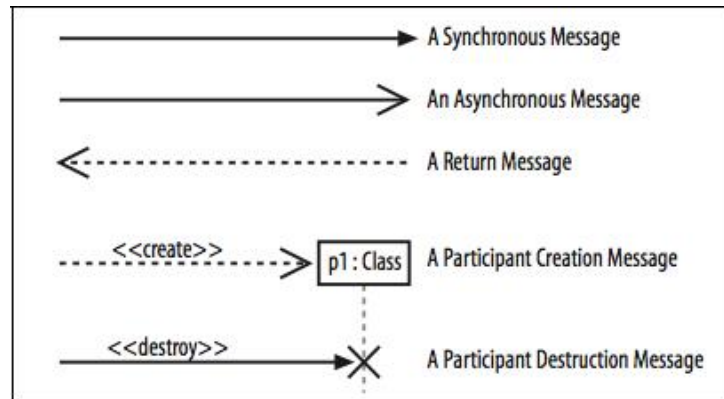 A Synchronous Message
An Asynchronous Message
A Return Message
<<create>>
p1 : Class
A Participant Creation Message
<<destroy>>
A Participant Destruction Message